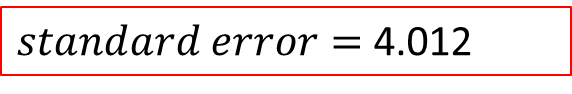 standard error = 4.012